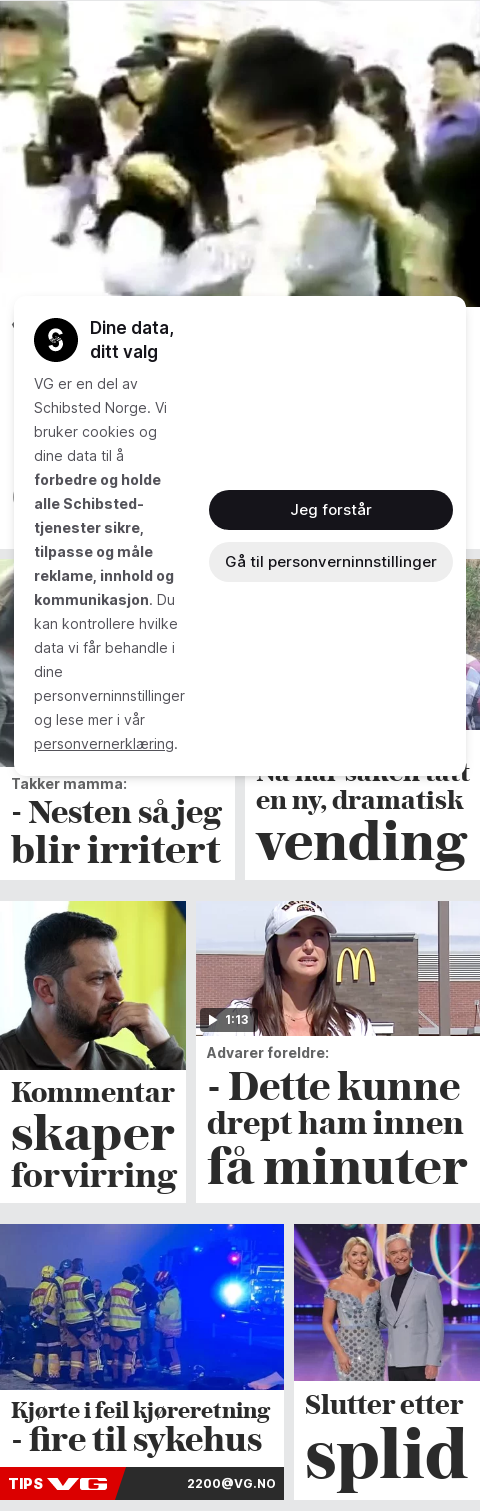 Dine data,
ditt valg
VG er en del av
Schibsted Norge. Vi
bruker cookies og
dine data til å
forbedre og holde
alle Schibsted-
tjenester sikre,
tilpasse og måle
reklame, innhold og
kommunikasjon. Du
kan kontrollere hvilke
data vi får behandle i
dine
personverninnstillinger
og lese mer i vår
personvernerklæring.
Jeg forstår
Gå til personverninnstillinger
Takker mamma:
- Nesten så jeg
blir irritert
Nå har saken tatt
en ny, dramatisk
vending
Kommentar
skaper
forvirring
1:13
Advarer foreldre:
- Dette kunne
drept ham innen
få minuter
Kjørte i feil kjøreretning
- fire til sykehus
TIPS VG 2200@VG.NO
Slutter etter
splid